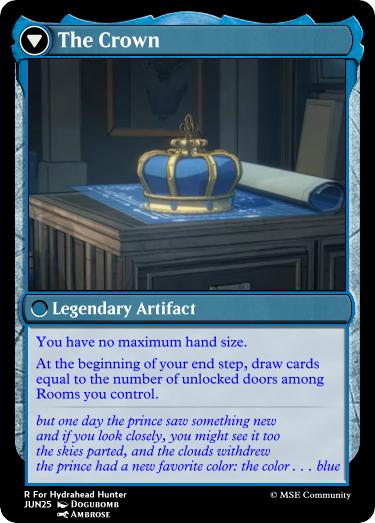 The Crown
Legendary Artifact
You have no maximum hand size.
At the beginning of your end step, draw cards
equal to the number of unlocked doors among
Rooms you control.
but one day the prince saw something new
and if you look closely, you might see it too
the skies parted, and the clouds withdrew
the prince had a new favorite color: the color . . . blue
R For Hydrahead Hunter
JUN25 Dogubomb
Ambrose
© MSE Community